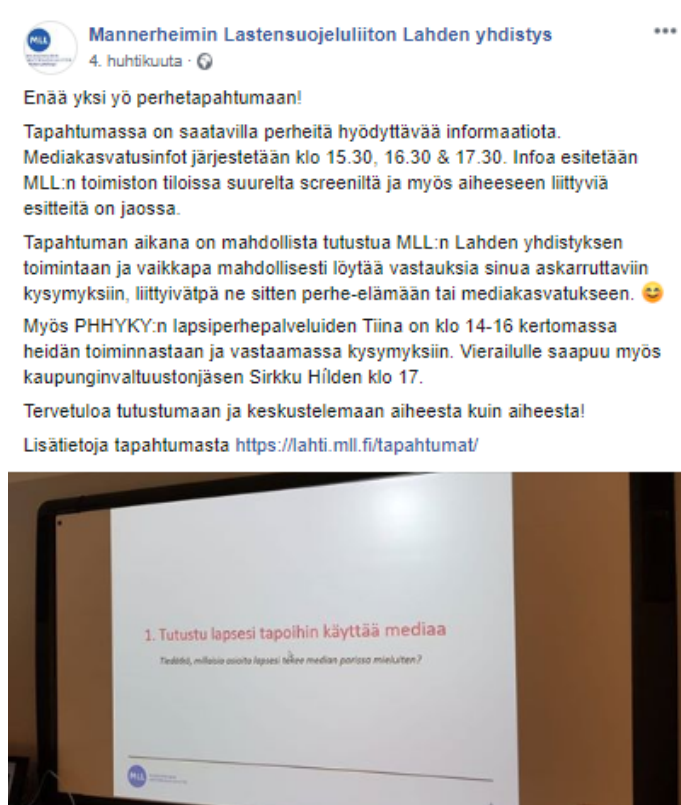 Mannerheimin Lastensuojeluliiton Lahden yhdistys
4. huhtikuuta ·
Enää yksi yö perhetapahtumaan!
Tapahtumassa on saatavilla perheitä hyödyttävää informaatiota.
Mediakasvatusinfot järjestetään klo 15.30, 16.30 & 17.30. Infoa esitetään
MLL:n toimiston tiloissa suurelta screeniltä ja myös aiheeseen liittyviä
esitteitä on jaossa.
Tapahtuman aikana on mahdollista tutustua MLL:n Lahden yhdistyksen
toimintaan ja vaikkapa mahdollisesti löytää vastauksia sinua askarruttaviin
kysymyksiin, liittyivätpä ne sitten perhe-elämään tai mediakasvatukseen. 😊
Myös PHHYKY:n lapsiperhepalveluiden Tiina on klo 14-16 kertomassa
heidän toiminnastaan ja vastaamassa kysymyksiin. Vierailulle saapuu myös
kaupunginvaltuustonjäsen Sirkku Hílden klo 17.
Tervetuloa tutustumaan ja keskustelemaan aiheesta kuin aiheesta!
Lisätietoja tapahtumasta https://lahti.mll.fi/tapahtumat/
1. Tutustu lapsesi tapoihin käyttää mediaa
Tiedätkö, millaisia asioita lapsesi tekee median parissa mieluiten?
MLL